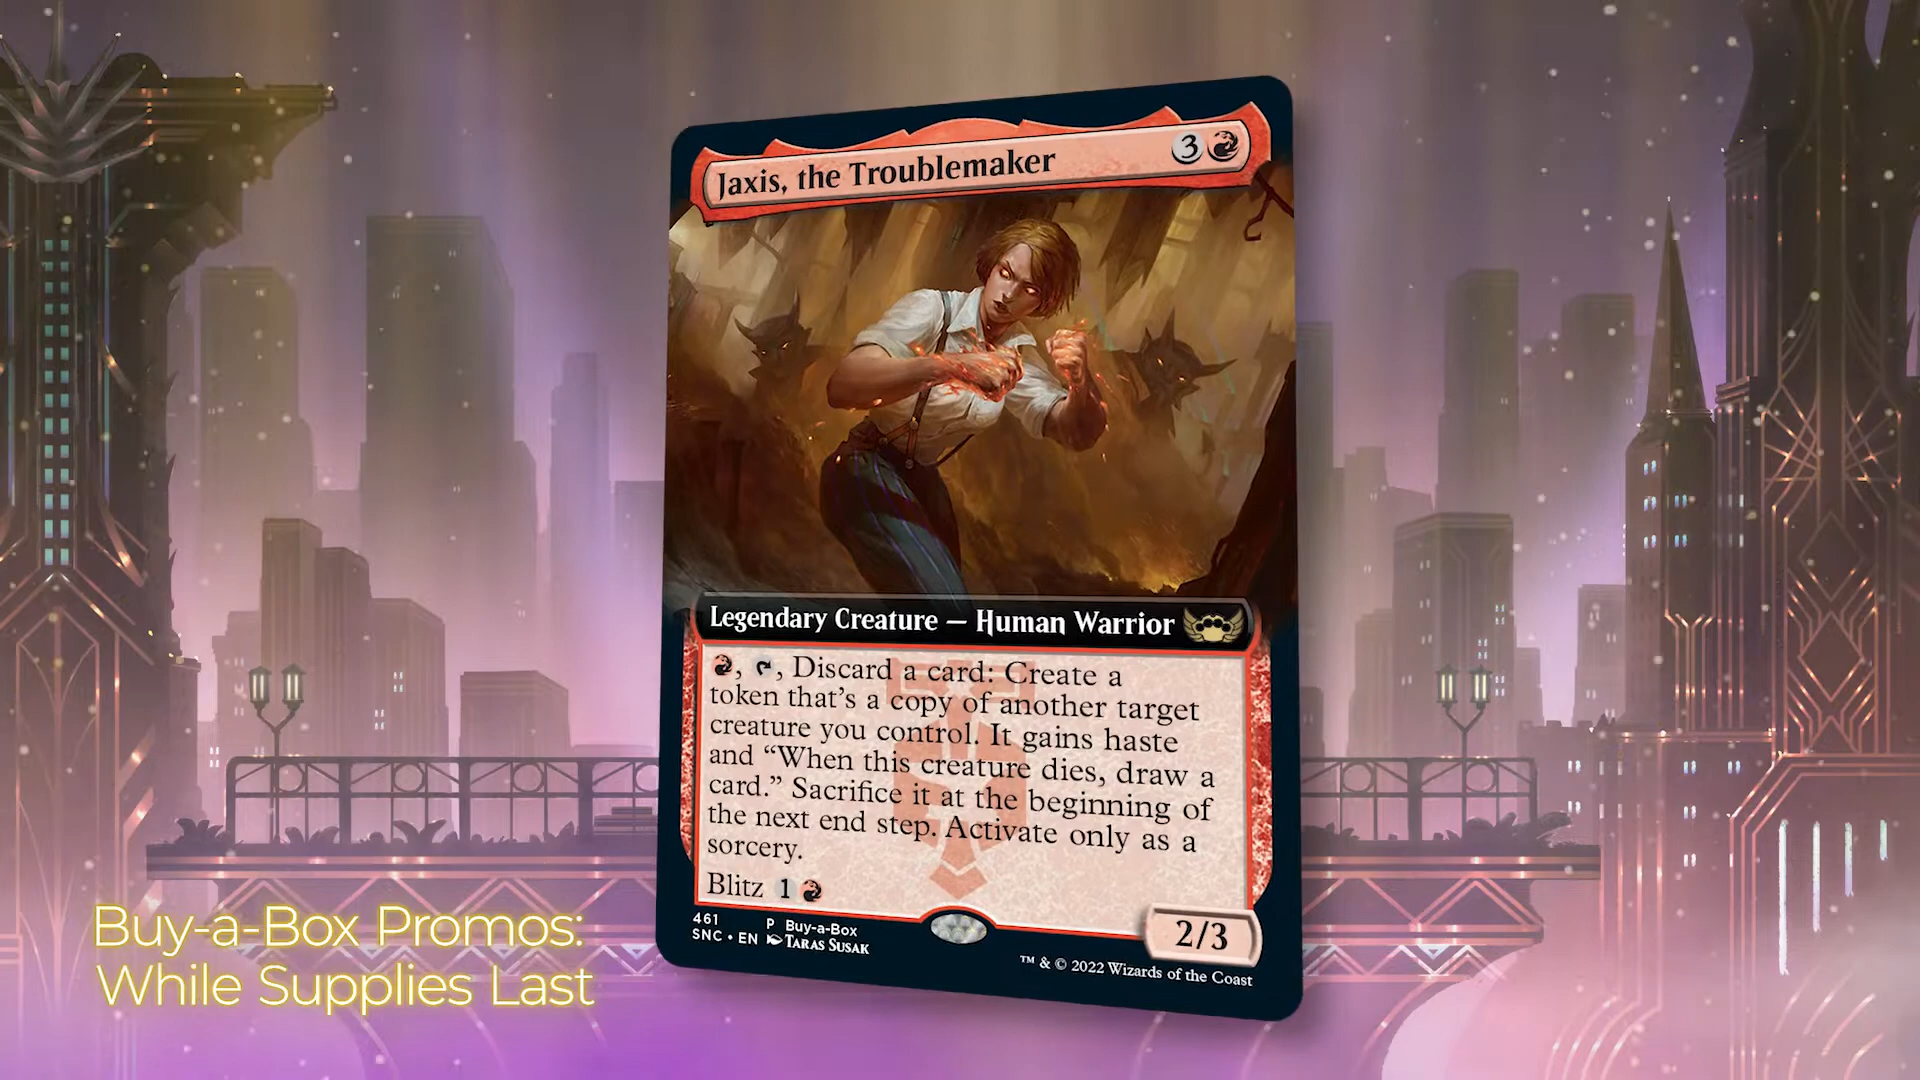 Jaxis, the Troublemaker 3
Legendary Creature — Human Warrior
, , Discard a card: Create a
token that's a copy of another target
creature you control. It gains haste
and “When this creature dies, draw a
card.” Sacrifice it at the beginning of
the next end step. Activate only as a
sorcery.
Blitz 1
2/3
461 P Buy-a-Box
SNC • EN TARAS SUSAK
™ & © 2022 Wizards of the Coast
Buy-a-Box Promos:
While Supplies Last